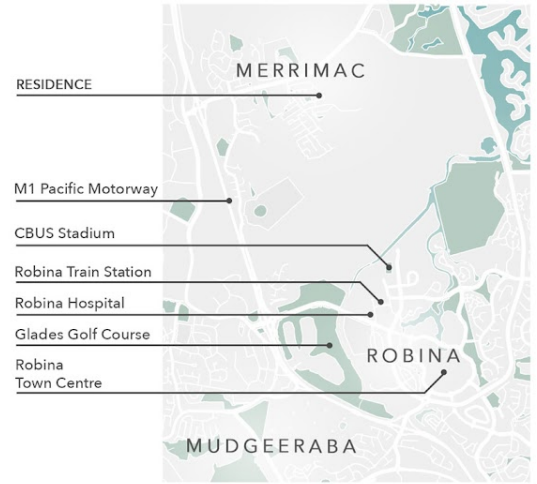 MERRIMAC
RESIDENCE
M1 Pacific Motorway
CBUS Stadium
Robina Train Station
Robina Hospital
Glades Golf Course
Robina
Town Centre
ROBINA
MUDGEERABA